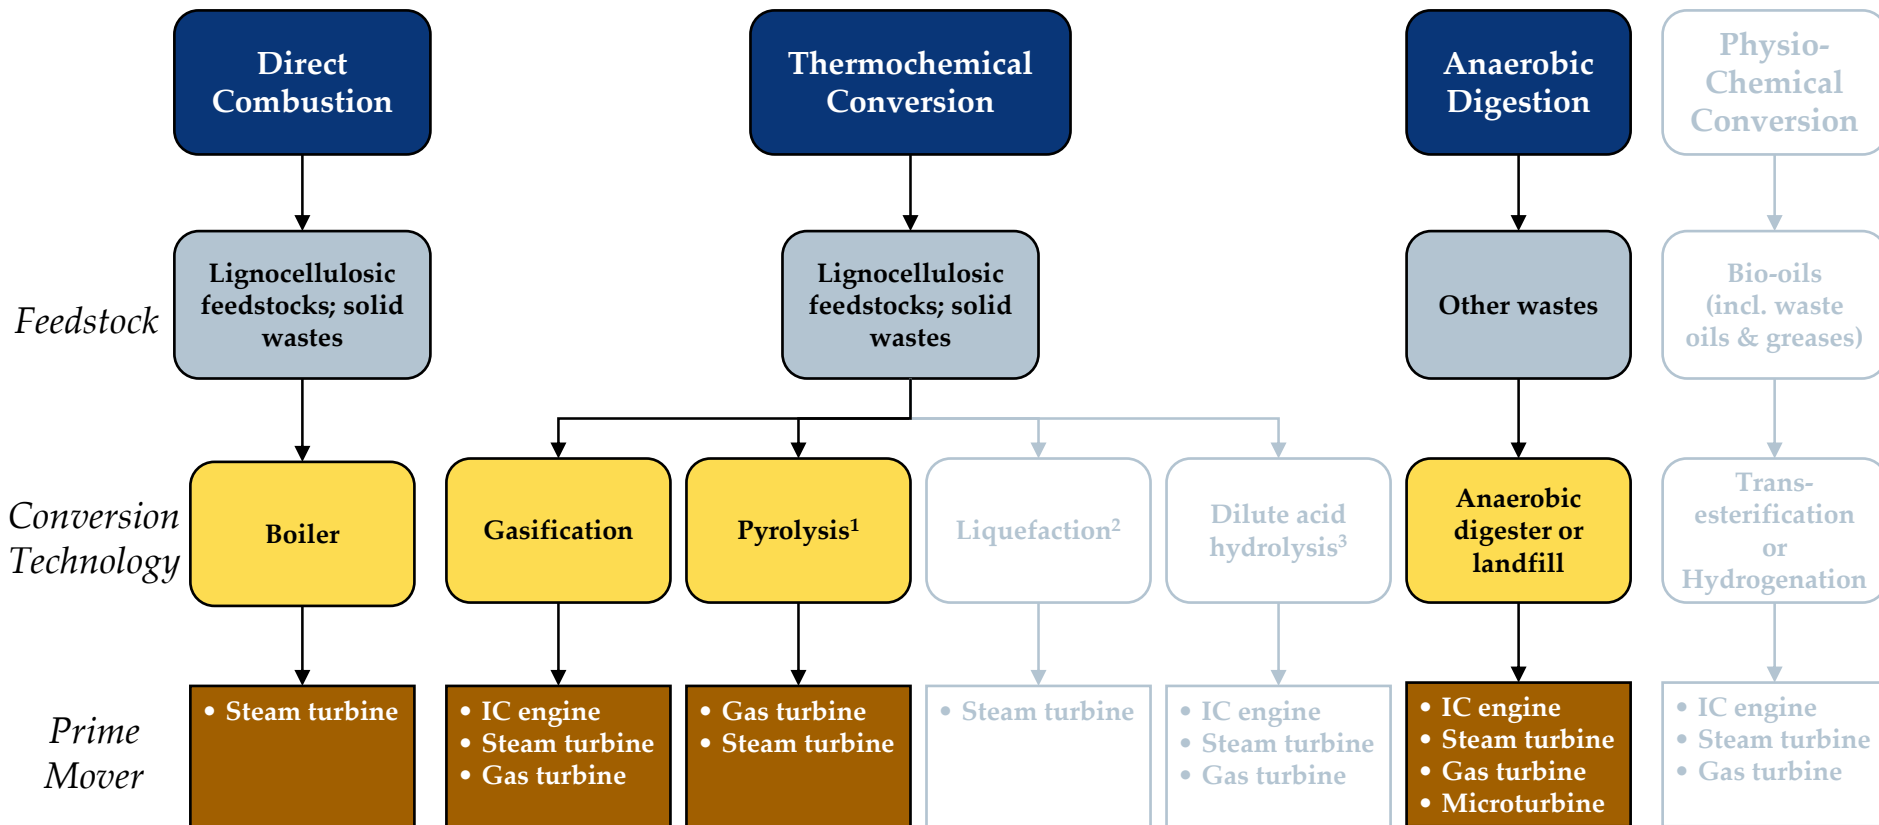 Direct
Combustion
Thermochemical
Conversion
Anaerobic
Digestion
Physio-
Chemical
Conversion
Feedstock
Lignocellulosic
feedstocks; solid
wastes
Lignocellulosic
feedstocks; solid
wastes
Other wastes
Bio-oils
(incl. waste
oils & greases)
Conversion
Technology
Boiler
Gasification
Pyrolysis¹
Liquefaction²
Dilute acid
hydrolysis³
Anaerobic
digester or
landfill
Trans-
esterification
or
Hydrogenation
Prime
Mover
• Steam turbine
• IC engine
• Steam turbine
• Gas turbine
• Gas turbine
• Steam turbine
• Steam turbine
• IC engine
• Steam turbine
• Gas turbine
• IC engine
• Steam turbine
• Gas turbine
• Microturbine
• IC engine
• Steam turbine
• Gas turbine